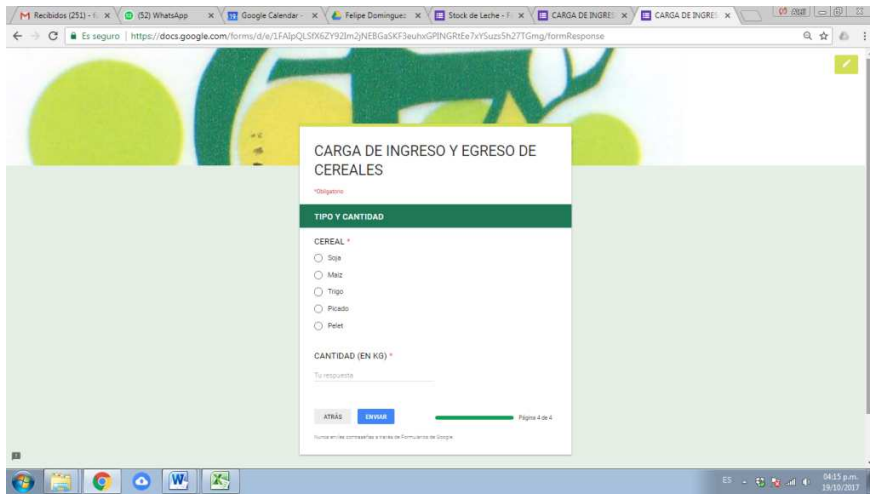 Recibidos (251) - f
(52) WhatsApp
Google Calendar -
Felipe Dominguez
Stock de Leche - F
CARGA DE INGRES
CARGA DE INGRES
Es seguro
https://docs.google.com/forms/d/e/1FAIpQLSfX6ZY92Im2jNEBGaSKF3euhxGPINGRtEe7xYSuzsSh27TGmg/formResponse
CARGA DE INGRESO Y EGRESO DE
CEREALES
*Obligatorio
TIPO Y CANTIDAD
CEREAL *
Soja
Maiz
Trigo
Picado
Pelet
CANTIDAD (EN KG) *
Tu respuesta
ATRÁS
ENVIAR
Página 4 de 4
Nunca envíes contraseñas a través de Formularios de Google.
ES
04:15 p.m.
19/10/2017